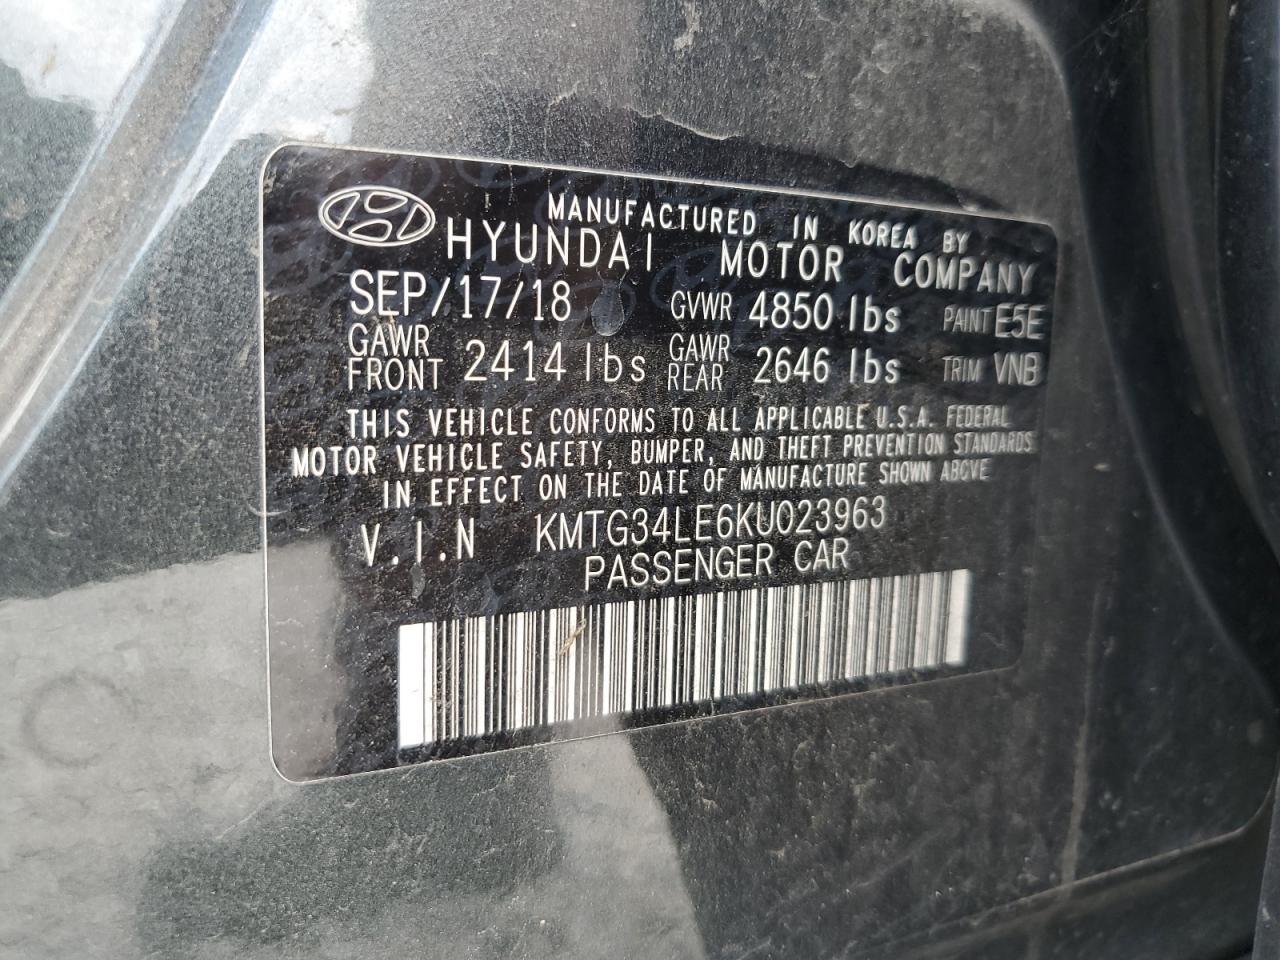 MANUFACTURED IN KOREA BY
HYUNDAI MOTOR COMPANY
SEP/17/18 GVWR 4850 lbs PAINT E5E
GAWR FRONT 2414 lbs GAWR REAR 2646 lbs TRIM VNB
THIS VEHICLE CONFORMS TO ALL APPLICABLE U.S.A. FEDERAL
MOTOR VEHICLE SAFETY, BUMPER, AND THEFT PREVENTION STANDARDS
IN EFFECT ON THE DATE OF MANUFACTURE SHOWN ABOVE
V.I.N KMTG34LE6KU023963
PASSENGER CAR